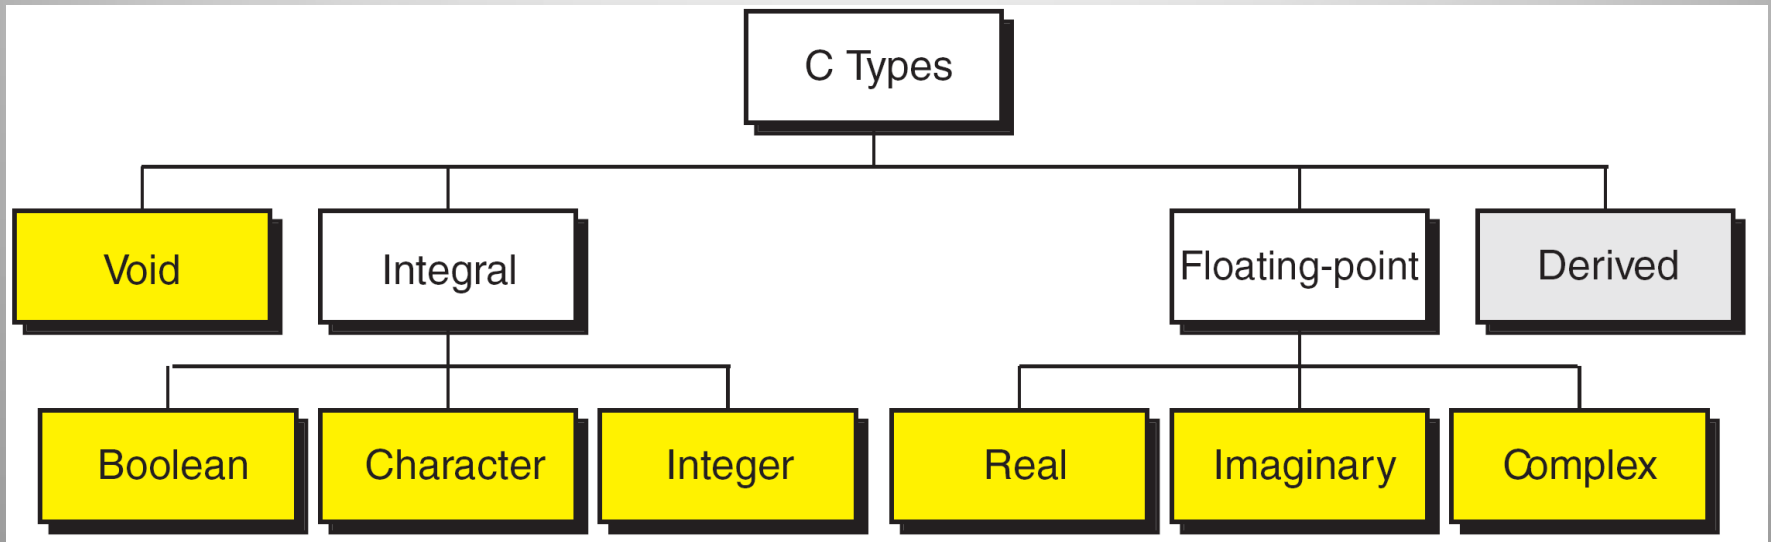 C Types
Void
Integral
Floating-point
Derived
Boolean
Character
Integer
Real
Imaginary
Complex